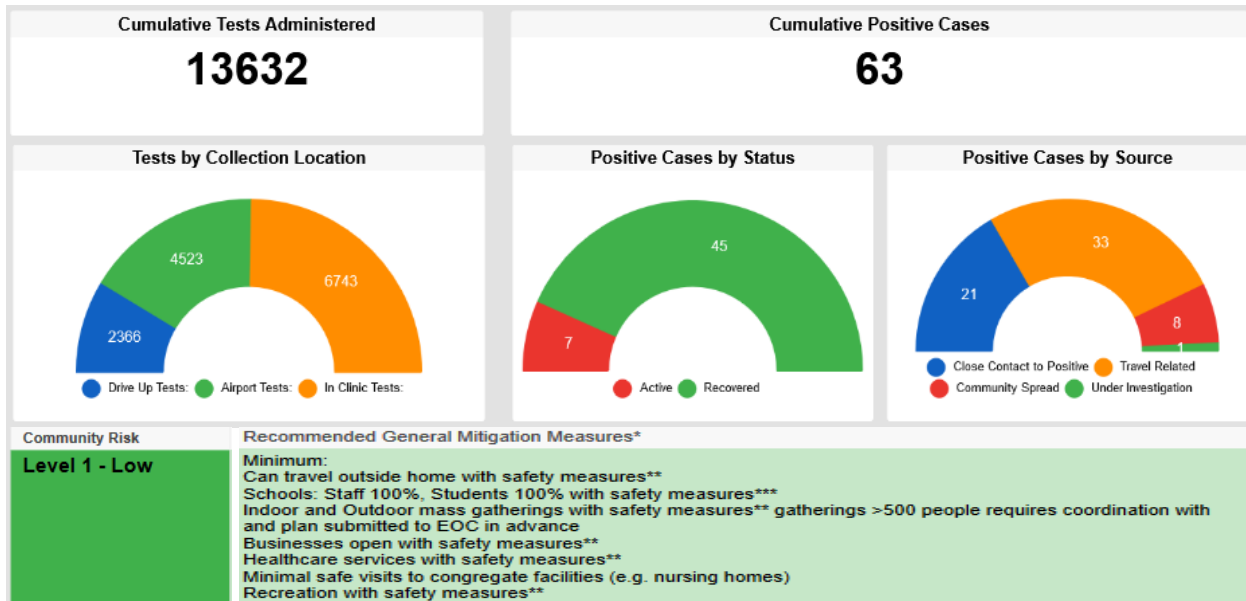 Cumulative Tests Administered
13632
Cumulative Positive Cases
63
Tests by Collection Location
2366
4523
6743
Drive Up Tests: Airport Tests: In Clinic Tests:
Positive Cases by Status
7
45
Active Recovered
Positive Cases by Source
21
33
8
1
Close Contact to Positive Travel Related
Community Spread Under Investigation
Community Risk
Level 1 - Low
Recommended General Mitigation Measures*
Minimum:
Can travel outside home with safety measures**
Schools: Staff 100%, Students 100% with safety measures***
Indoor and Outdoor mass gatherings with safety measures** gatherings >500 people requires coordination with
and plan submitted to EOC in advance
Businesses open with safety measures**
Healthcare services with safety measures**
Minimal safe visits to congregate facilities (e.g. nursing homes)
Recreation with safety measures**